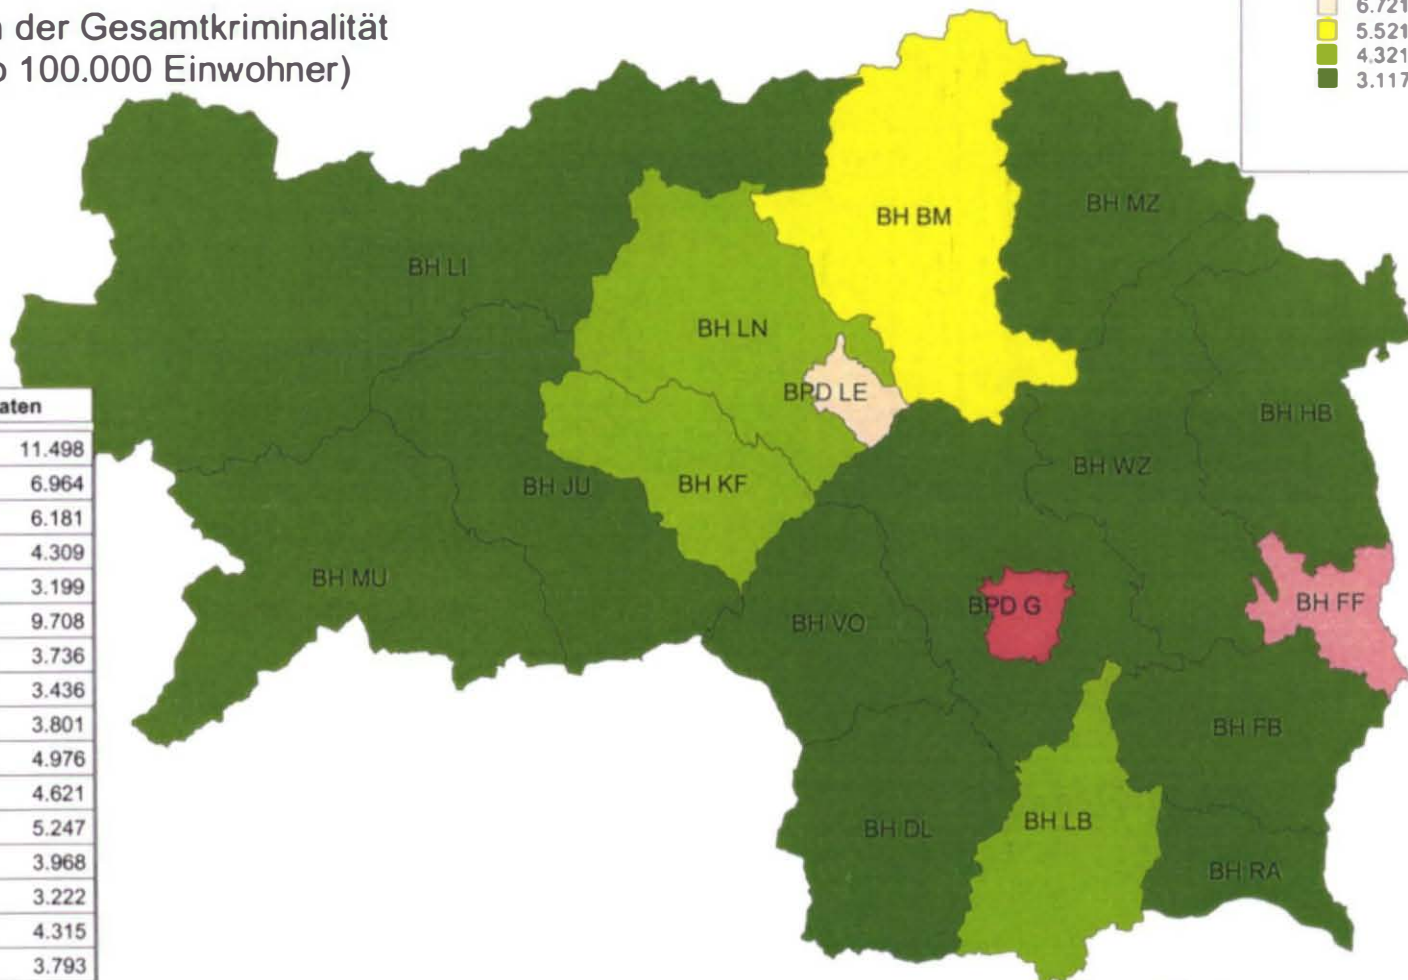 der Gesamtkriminalität
100.000 Einwohner)
6.721
5.521
4.321
3.117
BH MZ
BH BM
BH LI
BH LN
BPD LE
BH HB
BH WZ
BH JU
BH KF
BH MU
BH VO
BPD G
BH FF
BH FB
BH DL
BH LB
BH RA
11.498
6.964
6.181
4.309
3.199
9.708
3.736
3.436
3.801
4.976
4.621
5.247
3.968
3.222
4.315
3.793